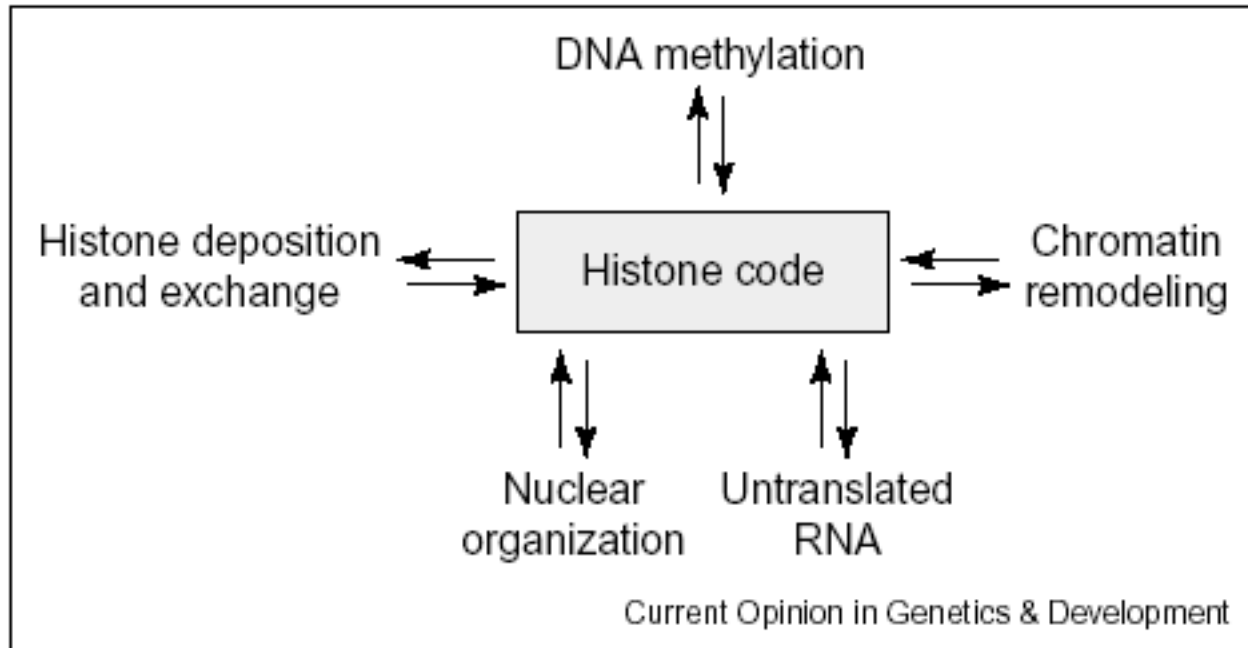 DNA methylation
Histone deposition
and exchange
Histone code
Chromatin
remodeling
Nuclear
organization
Untranslated
RNA
Current Opinion in Genetics & Development